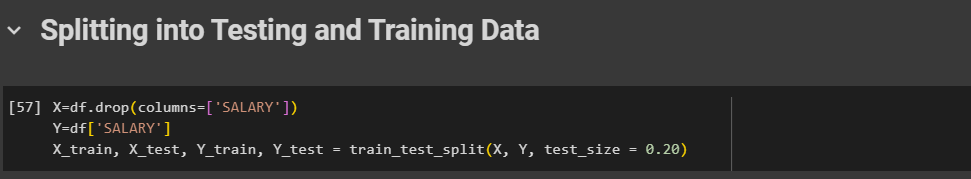 Splitting into Testing and Training Data
[57] X=df.drop(columns=['SALARY'])
Y=df['SALARY']
X_train, X_test, Y_train, Y_test = train_test_split(X, Y, test_size = 0.20)